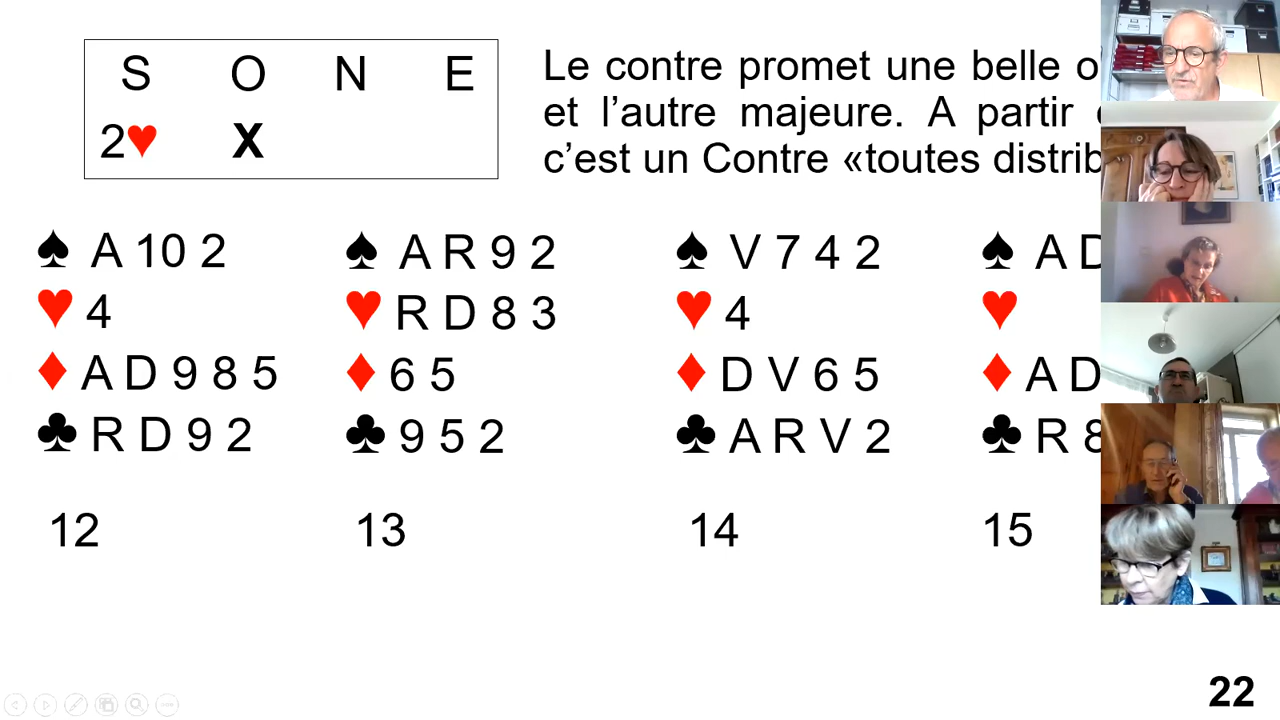 S O N E
2♥ X
Le contre promet une belle o
et l'autre majeure. A partir
c'est un Contre «toutes distrib
♠ A 10 2
♥ 4
♦ A D 9 8 5
♣ R D 9 2
12
♠ A R 9 2
♥ R D 8 3
♦ 6 5
♣ 9 5 2
13
♠ V 7 4 2
♥ 4
♦ D V 6 5
♣ A R V 2
14
♠ A D
♥
♦ A D
♣ R 8
15
22